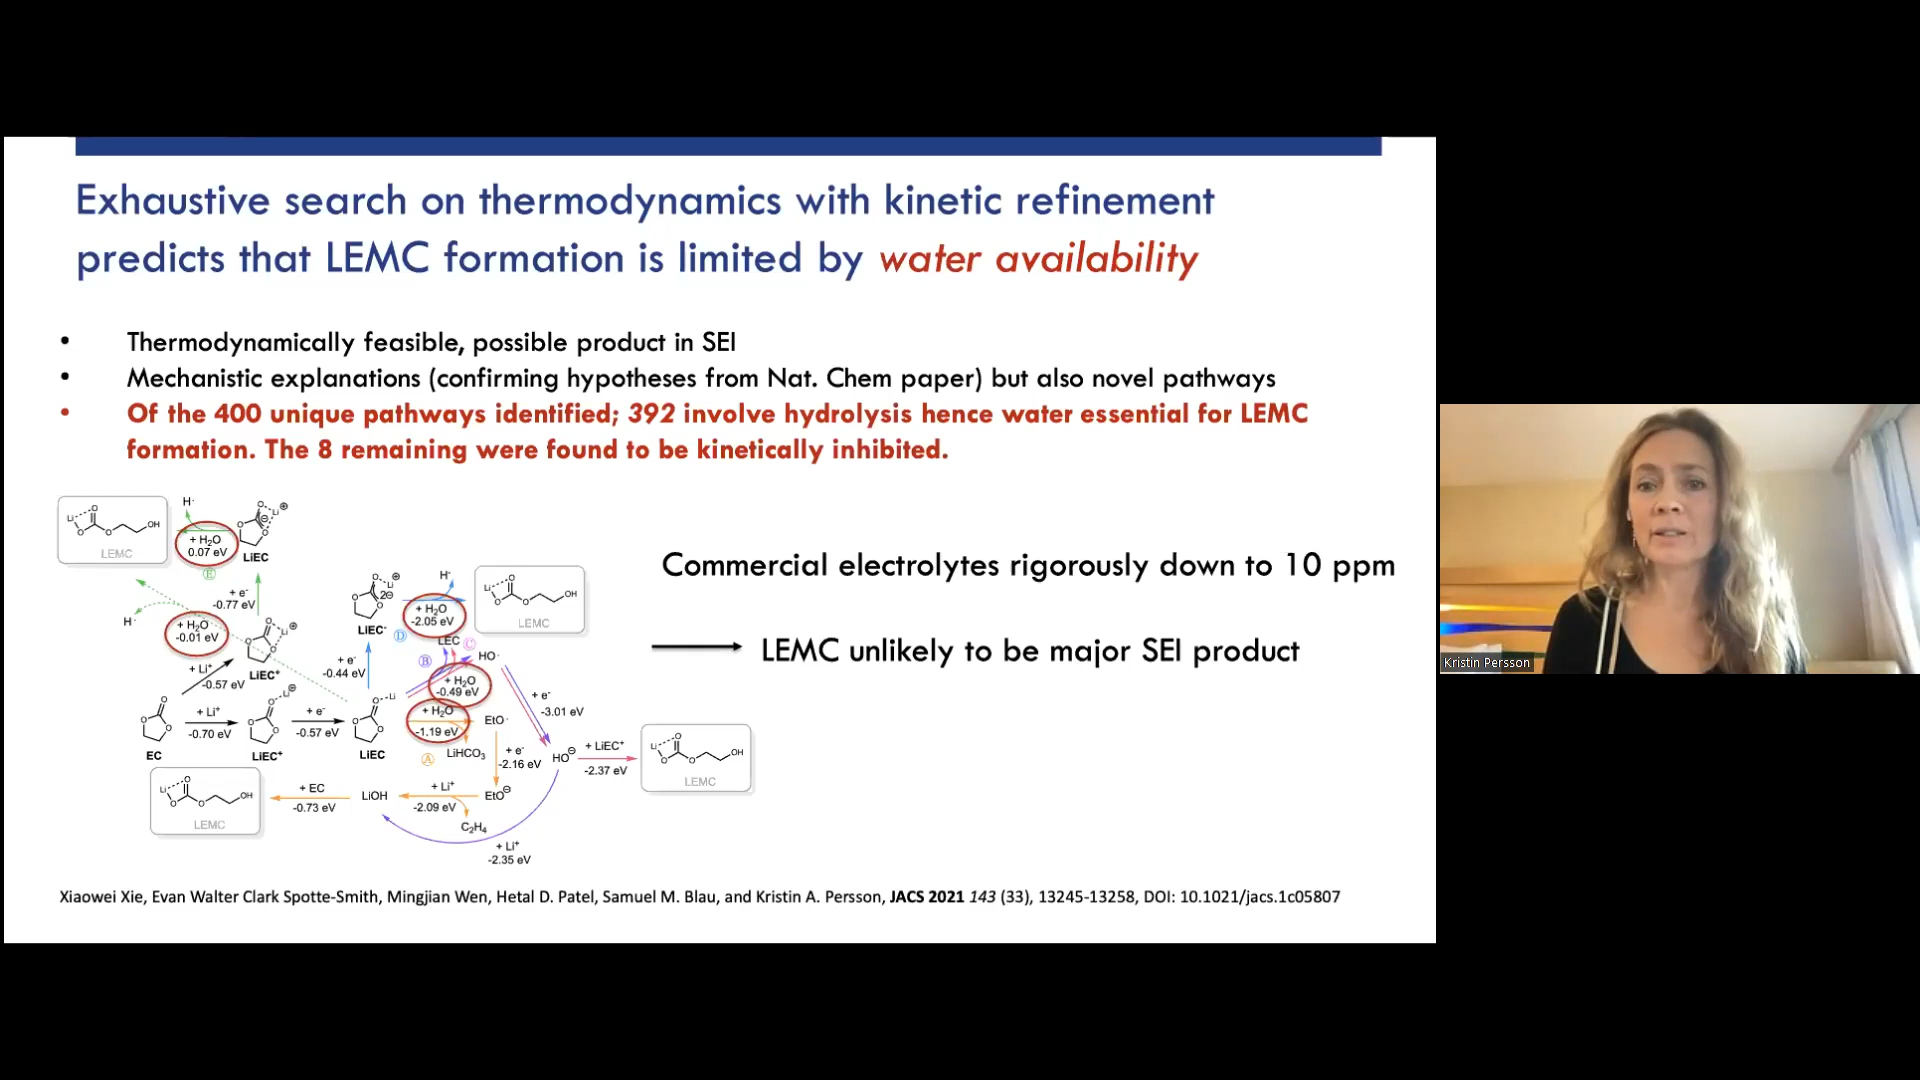 Exhaustive search on thermodynamics with kinetic refinement
predicts that LEMC formation is limited by water availability
• Thermodynamically feasible, possible product in SEI
• Mechanistic explanations (confirming hypotheses from Nat. Chem paper) but also novel pathways
• Of the 400 unique pathways identified; 392 involve hydrolysis hence water essential for LEMC
formation. The 8 remaining were found to be kinetically inhibited.
Li O O O OH
LEMC
H·
+ H₂O
0.07 eV
Ⓔ
LiEC
+ e⁻
-0.77 eV
H·
+ H₂O
-0.01 eV
+ Li⁺
-0.57 eV
LiEC⁺
EC
+ Li⁺
-0.70 eV
LiEC⁺
+ e⁻
-0.57 eV
LiEC
+ e⁻
-0.44 eV
LiEC⁻
Ⓓ
H⁻
+ H₂O
-2.05 eV
Li O O O OH
LEMC
LEC
Ⓑ
Ⓒ
HO·
+ H₂O
-0.49 eV
+ H₂O
-1.19 eV
Ⓐ
LiHCO₃
EtO·
+ e⁻
-2.16 eV
+ e⁻
-3.01 eV
HO⊖
+ LiEC⁺
-2.37 eV
Li O O O OH
LEMC
EtO⊖
+ Li⁺
-2.09 eV
C₂H₄
LiOH
+ EC
-0.73 eV
Li O O O OH
LEMC
+ Li⁺
-2.35 eV
Commercial electrolytes rigorously down to 10 ppm
LEMC unlikely to be major SEI product
Kristin Persson
Xiaowei Xie, Evan Walter Clark Spotte-Smith, Mingjian Wen, Hetal D. Patel, Samuel M. Blau, and Kristin A. Persson, JACS 2021 143 (33), 13245-13258, DOI: 10.1021/jacs.1c05807